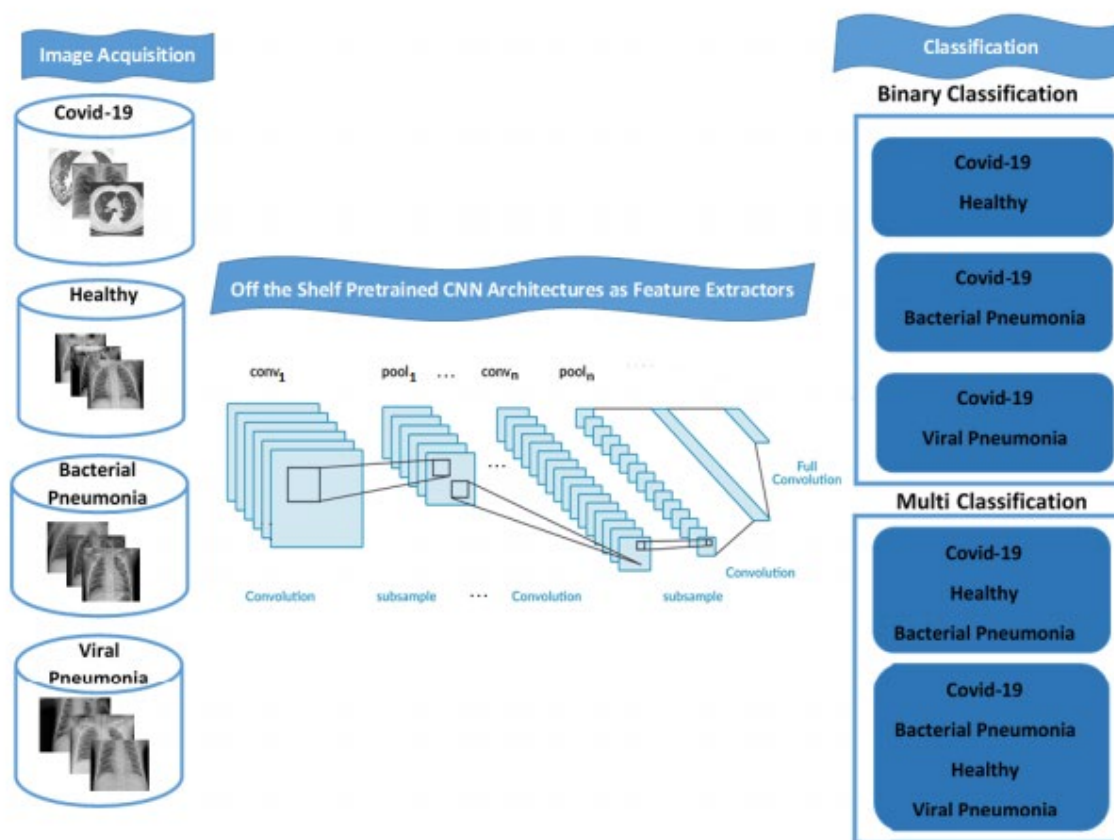 Image Acquisition
Covid-19
Healthy
Bacterial
Pneumonia
Viral
Pneumonia
Off the Shelf Pretrained CNN Architectures as Feature Extractors
conv1 pool1 ... convn pooln ....
...
Full
Convolution
Convolution
Convolution subsample ... Convolution subsample
Classification
Binary Classification
Covid-19
Healthy
Covid-19
Bacterial Pneumonia
Covid-19
Viral Pneumonia
Multi Classification
Covid-19
Healthy
Bacterial Pneumonia
Covid-19
Bacterial Pneumonia
Healthy
Viral Pneumonia